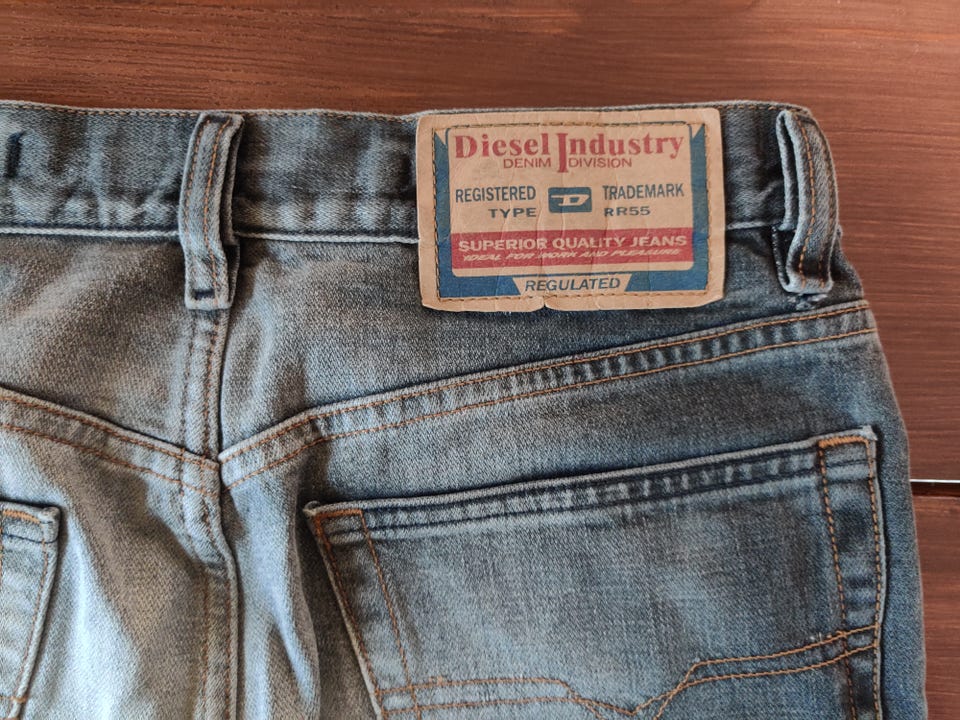 Diesel Industry
DENIM DIVISION
REGISTERED D TRADEMARK
TYPE RR55
SUPERIOR QUALITY JEANS
IDEAL FOR WORK AND PLEASURE
REGULATED